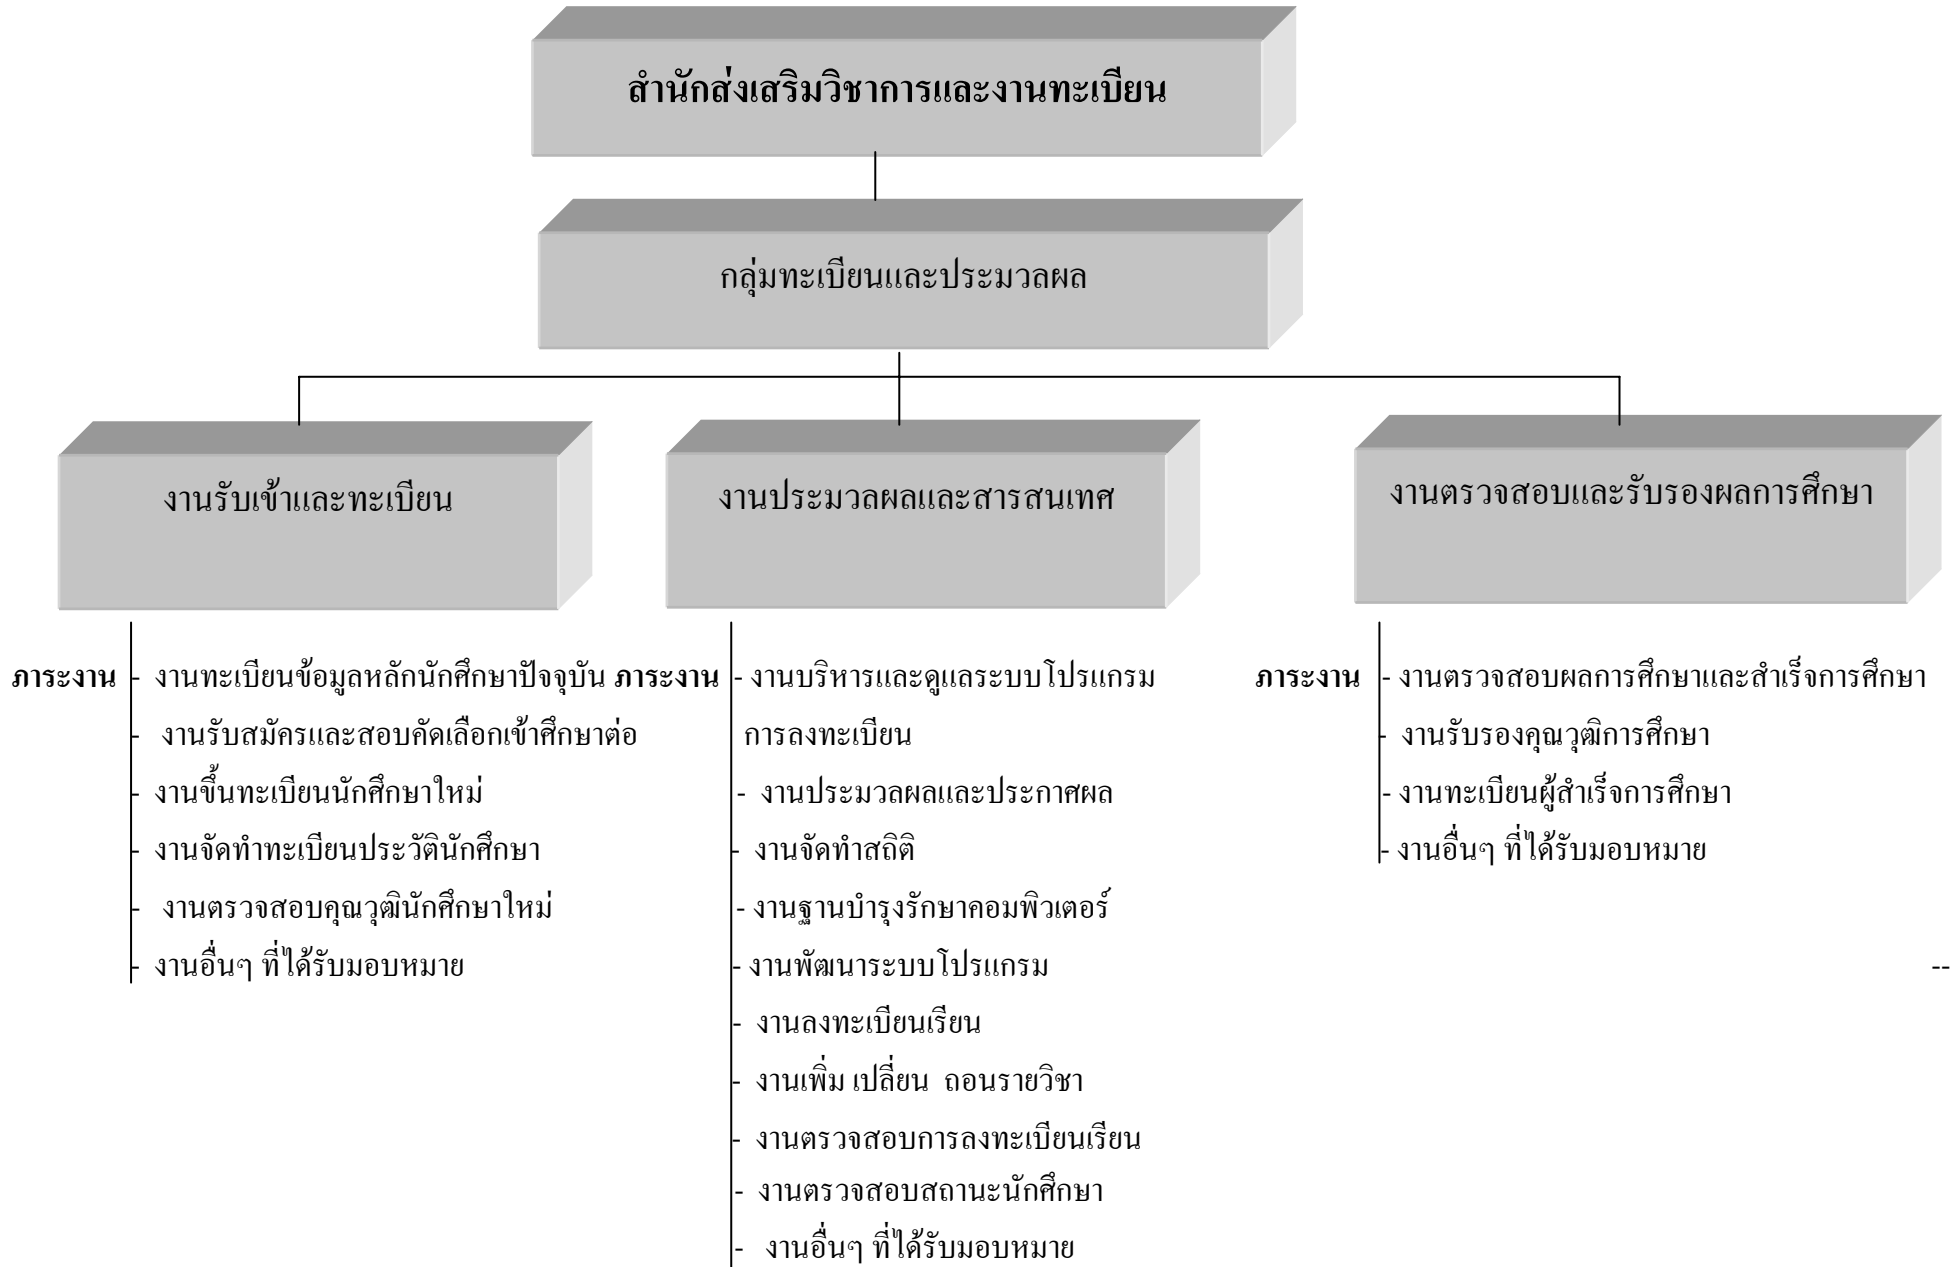 สำนักส่งเสริมวิชาการและงานทะเบียน
กลุ่มทะเบียนและประมวลผล
งานรับเข้าและทะเบียน
ภาระงาน
- งานทะเบียนข้อมูลหลักนักศึกษาปัจจุบัน
- งานรับสมัครและสอบคัดเลือกเข้าศึกษาต่อ
- งานขึ้นทะเบียนนักศึกษาใหม่
- งานจัดทำทะเบียนประวัตินักศึกษา
- งานตรวจสอบคุณวุฒินักศึกษาใหม่
- งานอื่นๆ ที่ได้รับมอบหมาย
งานประมวลผลและสารสนเทศ
ภาระงาน
- งานบริหารและดูแลระบบโปรแกรม
การลงทะเบียน
- งานประมวลผลและประกาศผล
- งานจัดทำสถิติ
- งานฐานบำรุงรักษาคอมพิวเตอร์
- งานพัฒนาระบบโปรแกรม
- งานลงทะเบียนเรียน
- งานเพิ่ม เปลี่ยน ถอนรายวิชา
- งานตรวจสอบการลงทะเบียนเรียน
- งานตรวจสอบสถานะนักศึกษา
- งานอื่นๆ ที่ได้รับมอบหมาย
งานตรวจสอบและรับรองผลการศึกษา
ภาระงาน
- งานตรวจสอบผลการศึกษาและสำเร็จการศึกษา
- งานรับรองคุณวุฒิการศึกษา
- งานทะเบียนผู้สำเร็จการศึกษา
- งานอื่นๆ ที่ได้รับมอบหมาย
--